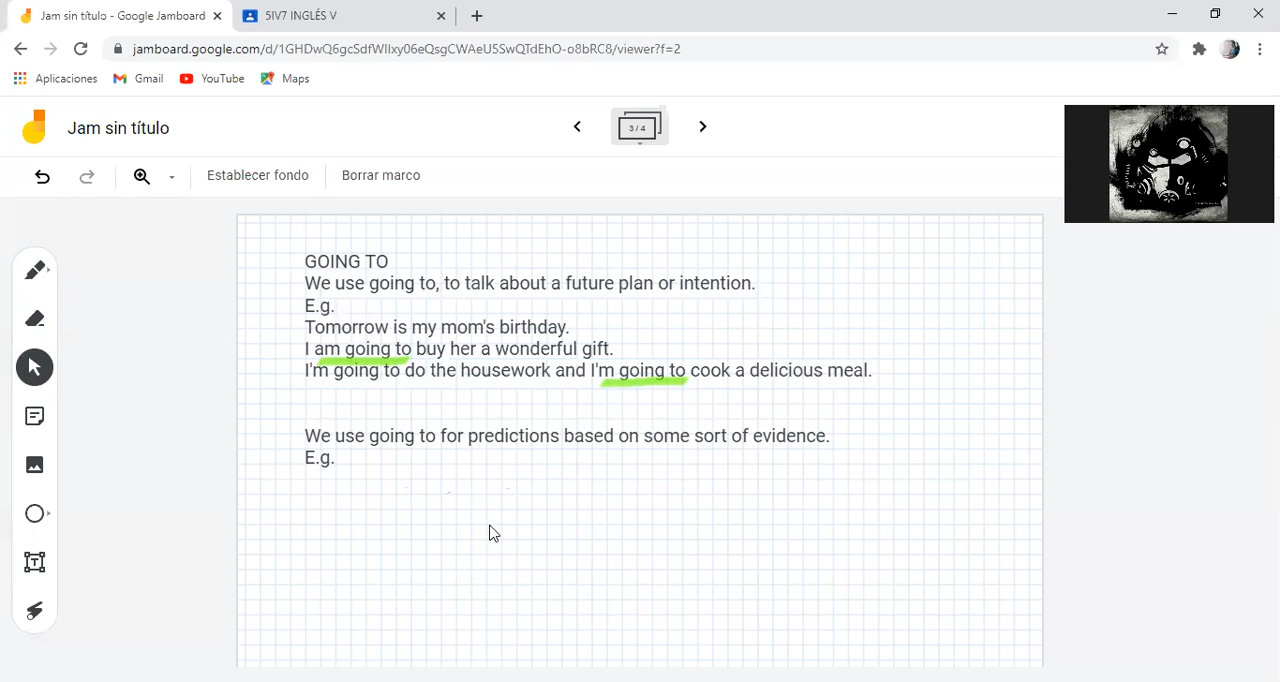 Jam sin título - Google Jamboard
5IV7 INGLÉS V
jamboard.google.com/d/1GHDwQ6gcSdfWIlxy06eQsgCWAeU5SwQTdEhO-o8bRC8/viewer?f=2
Aplicaciones Gmail YouTube Maps
Jam sin título
3 / 4
Establecer fondo Borrar marco
GOING TO
We use going to, to talk about a future plan or intention.
E.g.
Tomorrow is my mom's birthday.
I am going to buy her a wonderful gift.
I'm going to do the housework and I'm going to cook a delicious meal.
We use going to for predictions based on some sort of evidence.
E.g.